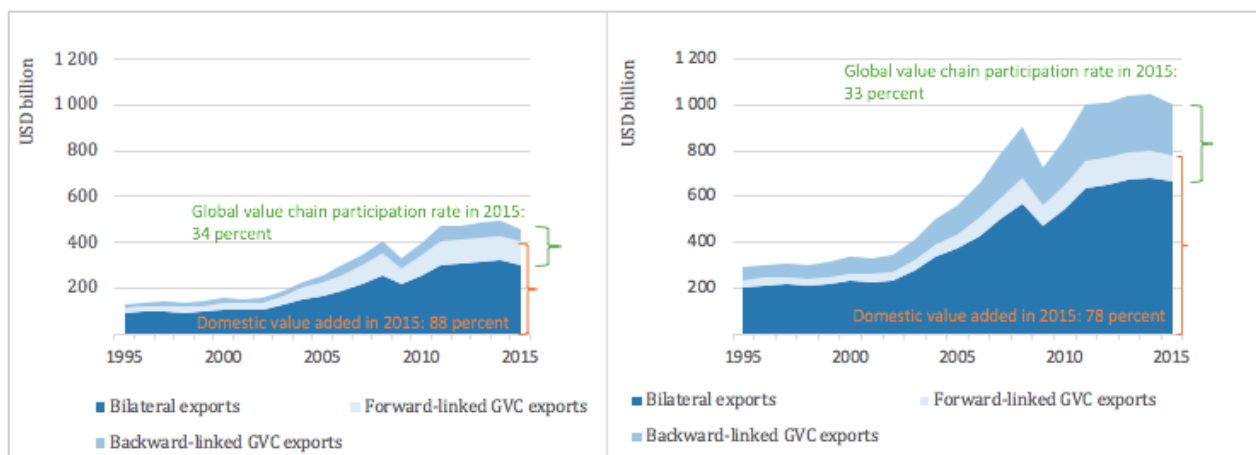 1 200
1 000
800
600
400
200
USD billion
Global value chain participation rate in 2015:
34 percent
Domestic value added in 2015: 88 percent
1995 2000 2005 2010 2015
Bilateral exports Forward-linked GVC exports
Backward-linked GVC exports
1 200
1 000
800
600
400
200
USD billion
Global value chain participation rate in 2015:
33 percent
Domestic value added in 2015: 78 percent
1995 2000 2005 2010 2015
Bilateral exports Forward-linked GVC exports
Backward-linked GVC exports